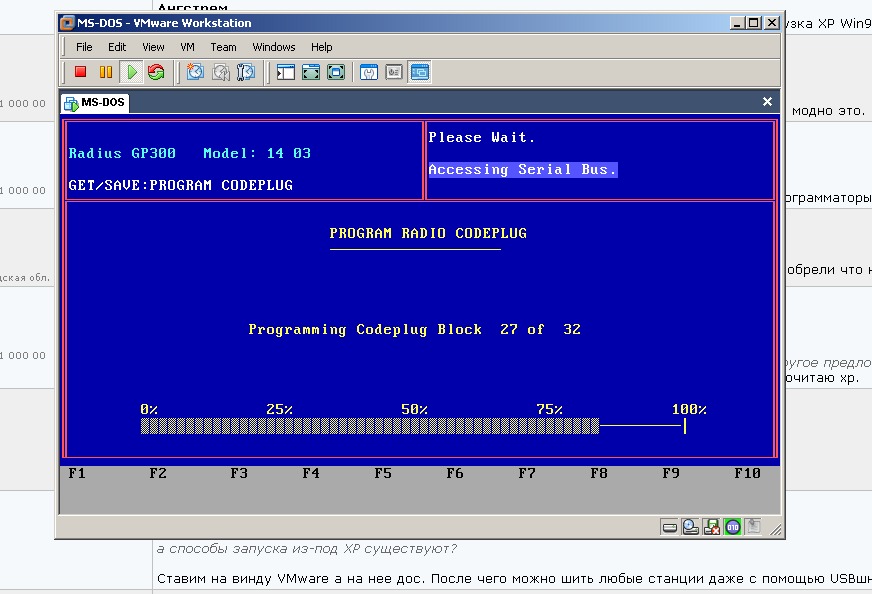 Ангстрем
MS-DOS - VMware Workstation
узка XP Win9
File Edit View VM Team Windows Help
MS-DOS
1 000 00
модно это.
Please Wait.
Radius GP300 Model: 14 03
Accessing Serial Bus.
GET/SAVE:PROGRAM CODEPLUG
1 000 00
ограмматоры
PROGRAM RADIO CODEPLUG
обрели что н
дская обл.
Programming Codeplug Block 27 of 32
1 000 00
ругое предло
очитаю хр.
0% 25% 50% 75% 100%
F1 F2 F3 F4 F5 F6 F7 F8 F9 F10
а способы запуска из-под XP существуют?
Ставим на винду VMware а на нее дос. После чего можно шить любые станции даже с помощью USBшн